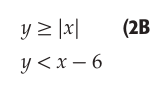 y ≥ |x| (2B
y < x − 6